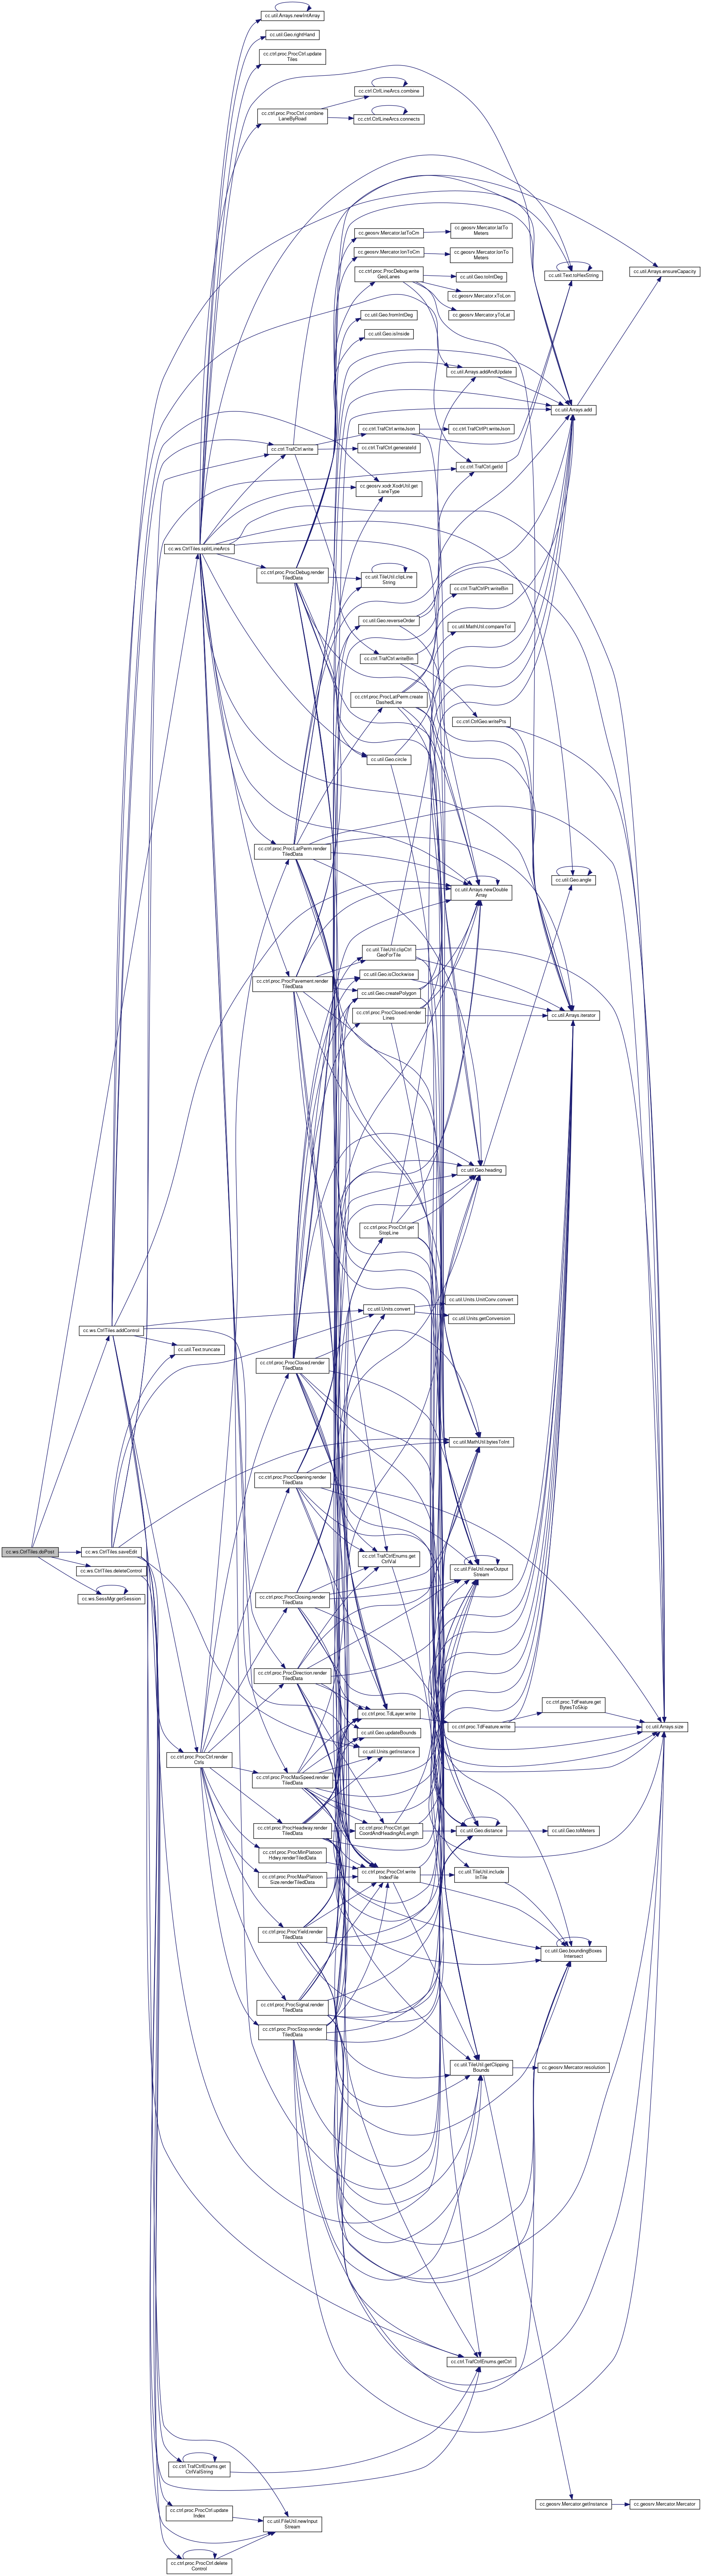 cc.util.Arrays.newIntArray
cc.util.Geo.rightHand
cc.ctrl.proc.ProcCtrl.update
Tiles
cc.ctrl.CtrlLineArcs.combine
cc.ctrl.proc.ProcCtrl.combine
LaneByRoad
cc.ctrl.CtrlLineArcs.connects
cc.geosrv.Mercator.latToCm
cc.geosrv.Mercator.latTo
Meters
cc.geosrv.Mercator.lonToCm
cc.geosrv.Mercator.lonTo
Meters
cc.ctrl.proc.ProcDebug.write
GeoLanes
cc.util.Geo.toIntDeg
cc.util.Text.toHexString
cc.util.Arrays.ensureCapacity
cc.geosrv.Mercator.xToLon
cc.util.Geo.fromIntDeg
cc.geosrv.Mercator.yToLat
cc.util.Geo.isInside
cc.util.Arrays.addAndUpdate
cc.util.Arrays.add
cc.ctrl.TrafCtrl.writeJson
cc.ctrl.TrafCtrlPt.writeJson
cc.ctrl.TrafCtrl.write
cc.ctrl.TrafCtrl.generateId
cc.ctrl.TrafCtrl.getId
cc.geosrv.xodr.XodrUtil.get
LaneType
cc.ws.CtrlTiles.splitLineArcs
cc.ctrl.proc.ProcDebug.render
TiledData
cc.util.TileUtil.clipLine
String
cc.ctrl.TrafCtrlPt.writeBin
cc.util.Geo.reverseOrder
cc.util.MathUtil.compareTol
cc.ctrl.TrafCtrl.writeBin
cc.ctrl.proc.ProcLatPerm.create
DashedLine
cc.ctrl.CtrlGeo.writePts
cc.util.Geo.circle
cc.ctrl.proc.ProcLatPerm.render
TiledData
cc.util.Geo.angle
cc.util.Arrays.newDouble
Array
cc.util.TileUtil.clipCtrl
GeoForTile
cc.util.Geo.isClockwise
cc.ctrl.proc.ProcPavement.render
TiledData
cc.util.Geo.createPolygon
cc.ctrl.proc.ProcClosed.render
Lines
cc.util.Arrays.iterator
cc.util.Geo.heading
cc.ctrl.proc.ProcCtrl.get
StopLine
cc.util.Units.UnitConv.convert
cc.util.Units.convert
cc.util.Units.getConversion
cc.ws.CtrlTiles.addControl
cc.util.Text.truncate
cc.ctrl.proc.ProcClosed.render
TiledData
cc.util.MathUtil.bytesToInt
cc.ctrl.proc.ProcOpening.render
TiledData
cc.ws.CtrlTiles.doPost
cc.ws.CtrlTiles.saveEdit
cc.ctrl.TrafCtrlEnums.get
CtrlVal
cc.ws.CtrlTiles.deleteControl
cc.util.FileUtil.newOutput
Stream
cc.ws.SessMgr.getSession
cc.ctrl.proc.ProcClosing.render
TiledData
cc.ctrl.proc.ProcDirection.render
TiledData
cc.ctrl.proc.TdFeature.get
BytesToSkip
cc.ctrl.proc.TdLayer.write
cc.ctrl.proc.TdFeature.write
cc.util.Arrays.size
cc.util.Geo.updateBounds
cc.ctrl.proc.ProcCtrl.render
Ctrls
cc.util.Units.getInstance
cc.ctrl.proc.ProcMaxSpeed.render
TiledData
cc.ctrl.proc.ProcHeadway.render
TiledData
cc.ctrl.proc.ProcCtrl.get
CoordAndHeadingAtLength
cc.util.Geo.distance
cc.util.Geo.toMeters
cc.ctrl.proc.ProcMinPlatoon
Hdwy.renderTiledData
cc.ctrl.proc.ProcCtrl.write
IndexFile
cc.util.TileUtil.include
InTile
cc.ctrl.proc.ProcMaxPlatoon
Size.renderTiledData
cc.ctrl.proc.ProcYield.render
TiledData
cc.util.Geo.boundingBoxes
Intersect
cc.ctrl.proc.ProcSignal.render
TiledData
cc.ctrl.proc.ProcStop.render
TiledData
cc.util.TileUtil.getClipping
Bounds
cc.geosrv.Mercator.resolution
cc.ctrl.TrafCtrlEnums.getCtrl
cc.ctrl.TrafCtrlEnums.get
CtrlValString
cc.geosrv.Mercator.getInstance
cc.geosrv.Mercator.Mercator
cc.ctrl.proc.ProcCtrl.update
Index
cc.util.FileUtil.newInput
Stream
cc.ctrl.proc.ProcCtrl.delete
Control